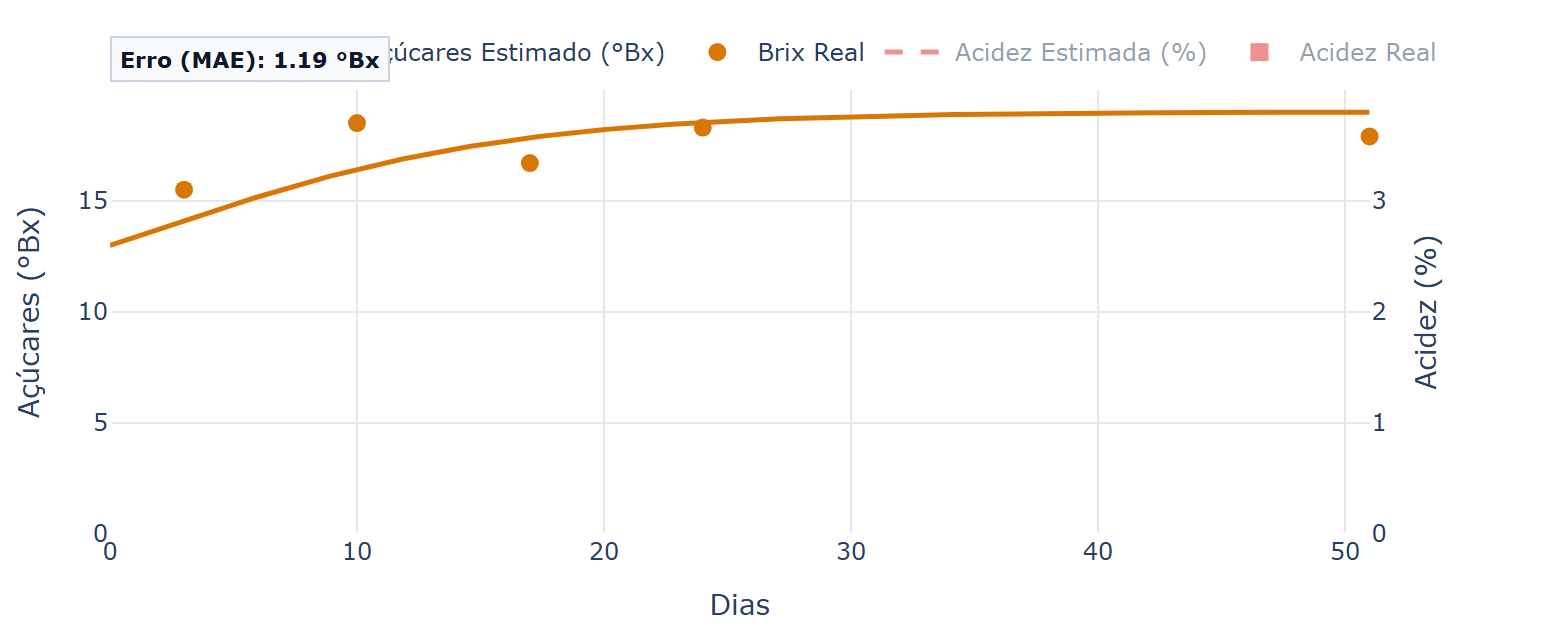 Erro (MAE): 1.19 °Bx
çúcares Estimado (°Bx)
Brix Real
Acidez Estimada (%)
Acidez Real
Açúcares (°Bx)
15
10
5
0
3
2
1
0
Acidez (%)
0
10
20
30
40
50
Dias